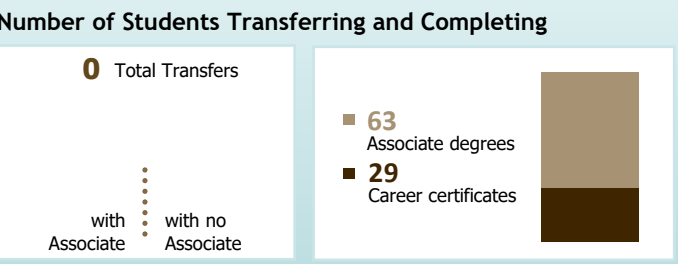 Number of Students Transferring and Completing
0 Total Transfers
with
Associate
with no
Associate
63
Associate degrees
29
Career certificates